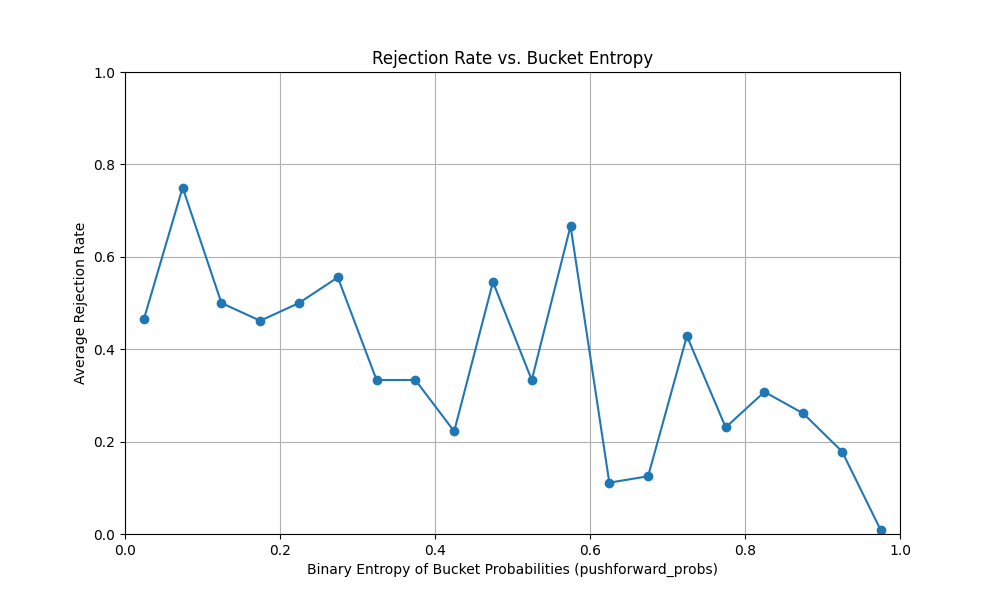 Rejection Rate vs. Bucket Entropy
1.0
0.8
0.6
0.4
0.2
0.0
Average Rejection Rate
0.0 0.2 0.4 0.6 0.8 1.0
Binary Entropy of Bucket Probabilities (pushforward_probs)